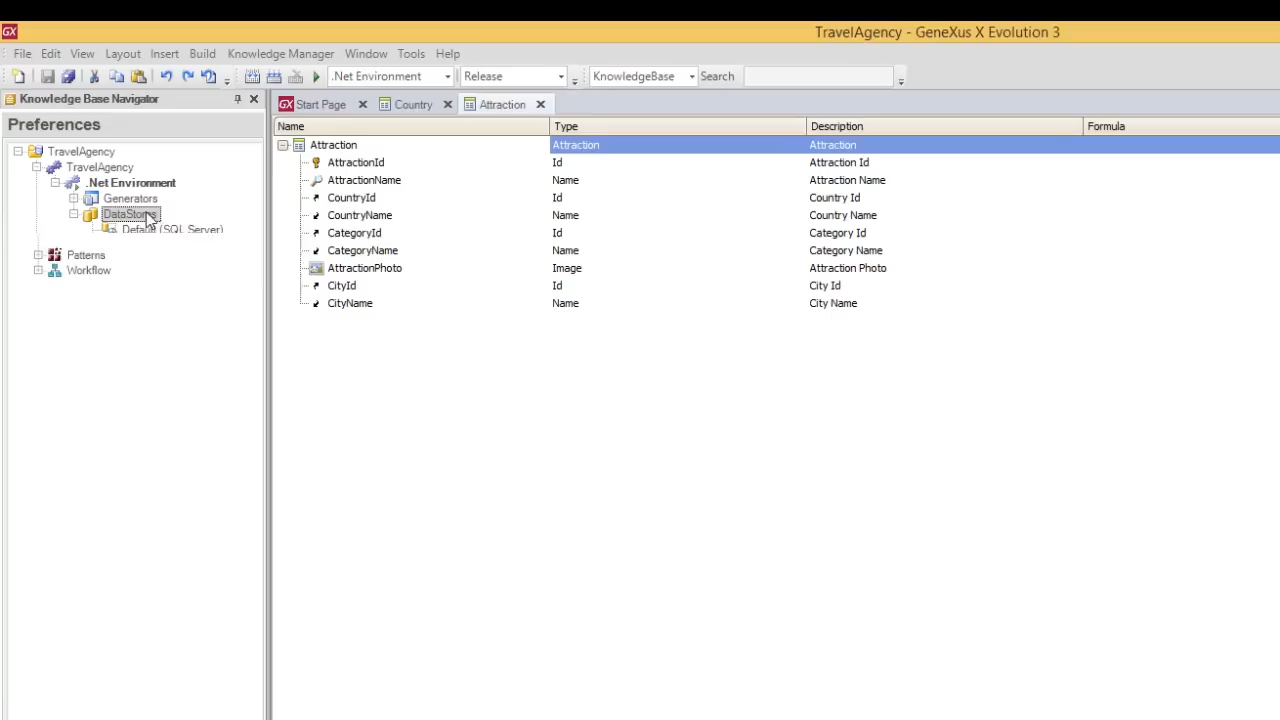 GX
TravelAgency - GeneXus X Evolution 3
File Edit View Layout Insert Build Knowledge Manager Window Tools Help
.Net Environment Release KnowledgeBase Search
Knowledge Base Navigator
GX Start Page Country Attraction
Preferences
Name Type Description Formula
TravelAgency
TravelAgency
.Net Environment
Generators
DataStores
Default (SQL Server)
Patterns
Workflow
Attraction Attraction Attraction
AttractionId Id Attraction Id
AttractionName Name Attraction Name
CountryId Id Country Id
CountryName Name Country Name
CategoryId Id Category Id
CategoryName Name Category Name
AttractionPhoto Image Attraction Photo
CityId Id City Id
CityName Name City Name